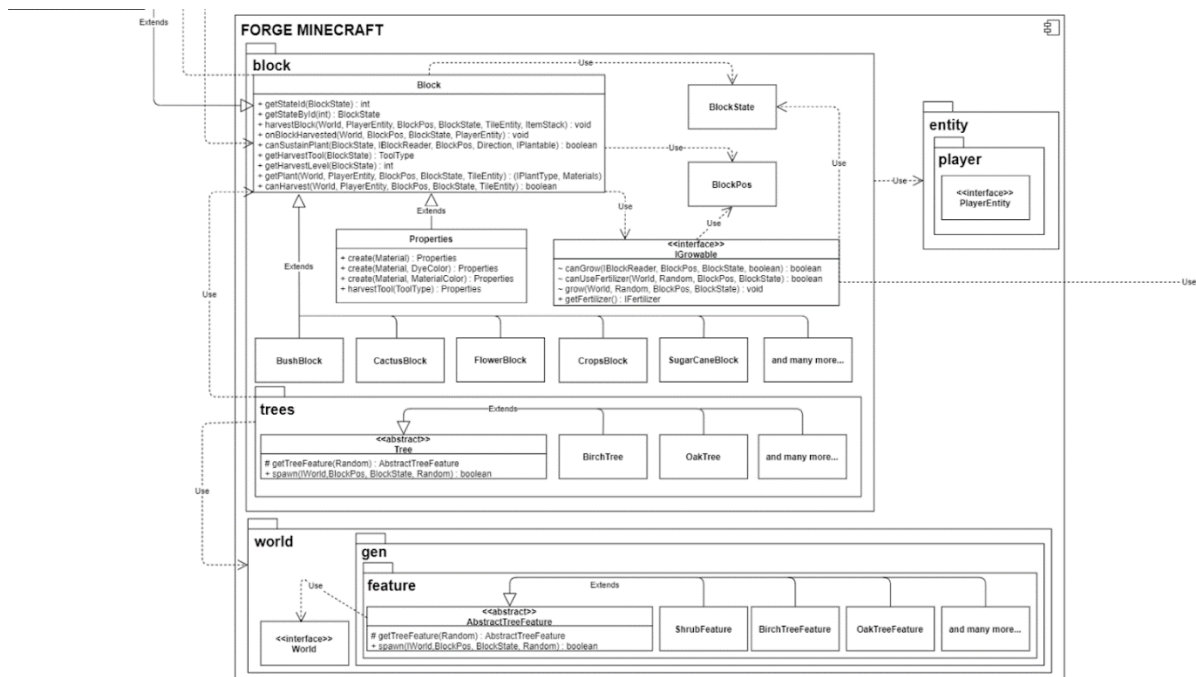 Extends
FORGE MINECRAFT
block
Use
Block
+ getStateId(BlockState) : int
+ getStateById(int) : BlockState
+ harvestBlock(World, PlayerEntity, BlockPos, BlockState, TileEntity, ItemStack) : void
+ onBlockHarvested(World, BlockPos, BlockState, PlayerEntity) : void
+ canSustainPlant(BlockState, IBlockReader, BlockPos, Direction, IPlantable) : boolean
+ getHarvestTool(BlockState) : ToolType
+ getHarvestLevel(BlockState) : int
+ getPlant(World, PlayerEntity, BlockPos, BlockState, TileEntity) : (IPlantType, Materials)
+ canHarvest(World, PlayerEntity, BlockPos, BlockState, TileEntity) : boolean
BlockState
Use
BlockPos
Use
Use
entity
player
<<interface>>
PlayerEntity
Use
Extends
Use
Use
Properties
+ create(Material) : Properties
+ create(Material, DyeColor) : Properties
+ create(Material, MaterialColor) : Properties
+ harvestTool(ToolType) : Properties
<<interface>>
IGrowable
~ canGrow(IBlockReader, BlockPos, BlockState, boolean) : boolean
~ canUseFertilizer(World, Random, BlockPos, BlockState) : boolean
~ grow(World, Random, BlockPos, BlockState) : void
+ getFertilizer() : IFertilizer
Extends
Use
Use
BushBlock
CactusBlock
FlowerBlock
CropsBlock
SugarCaneBlock
and many more...
trees
Extends
<<abstract>>
Tree
# getTreeFeature(Random) : AbstractTreeFeature
+ spawn(IWorld,BlockPos, BlockState, Random) : boolean
BirchTree
OakTree
and many more...
Use
world
gen
feature
Use
Extends
<<abstract>>
AbstractTreeFeature
# getTreeFeature(Random) : AbstractTreeFeature
+ spawn(IWorld,BlockPos, BlockState, Random) : boolean
ShrubFeature
BirchTreeFeature
OakTreeFeature
and many more...
<<interface>>
World